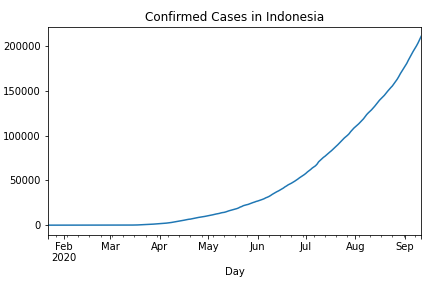 Confirmed Cases in Indonesia
200000
150000
100000
50000
0
Feb Mar Apr May Jun Jul Aug Sep
2020
Day